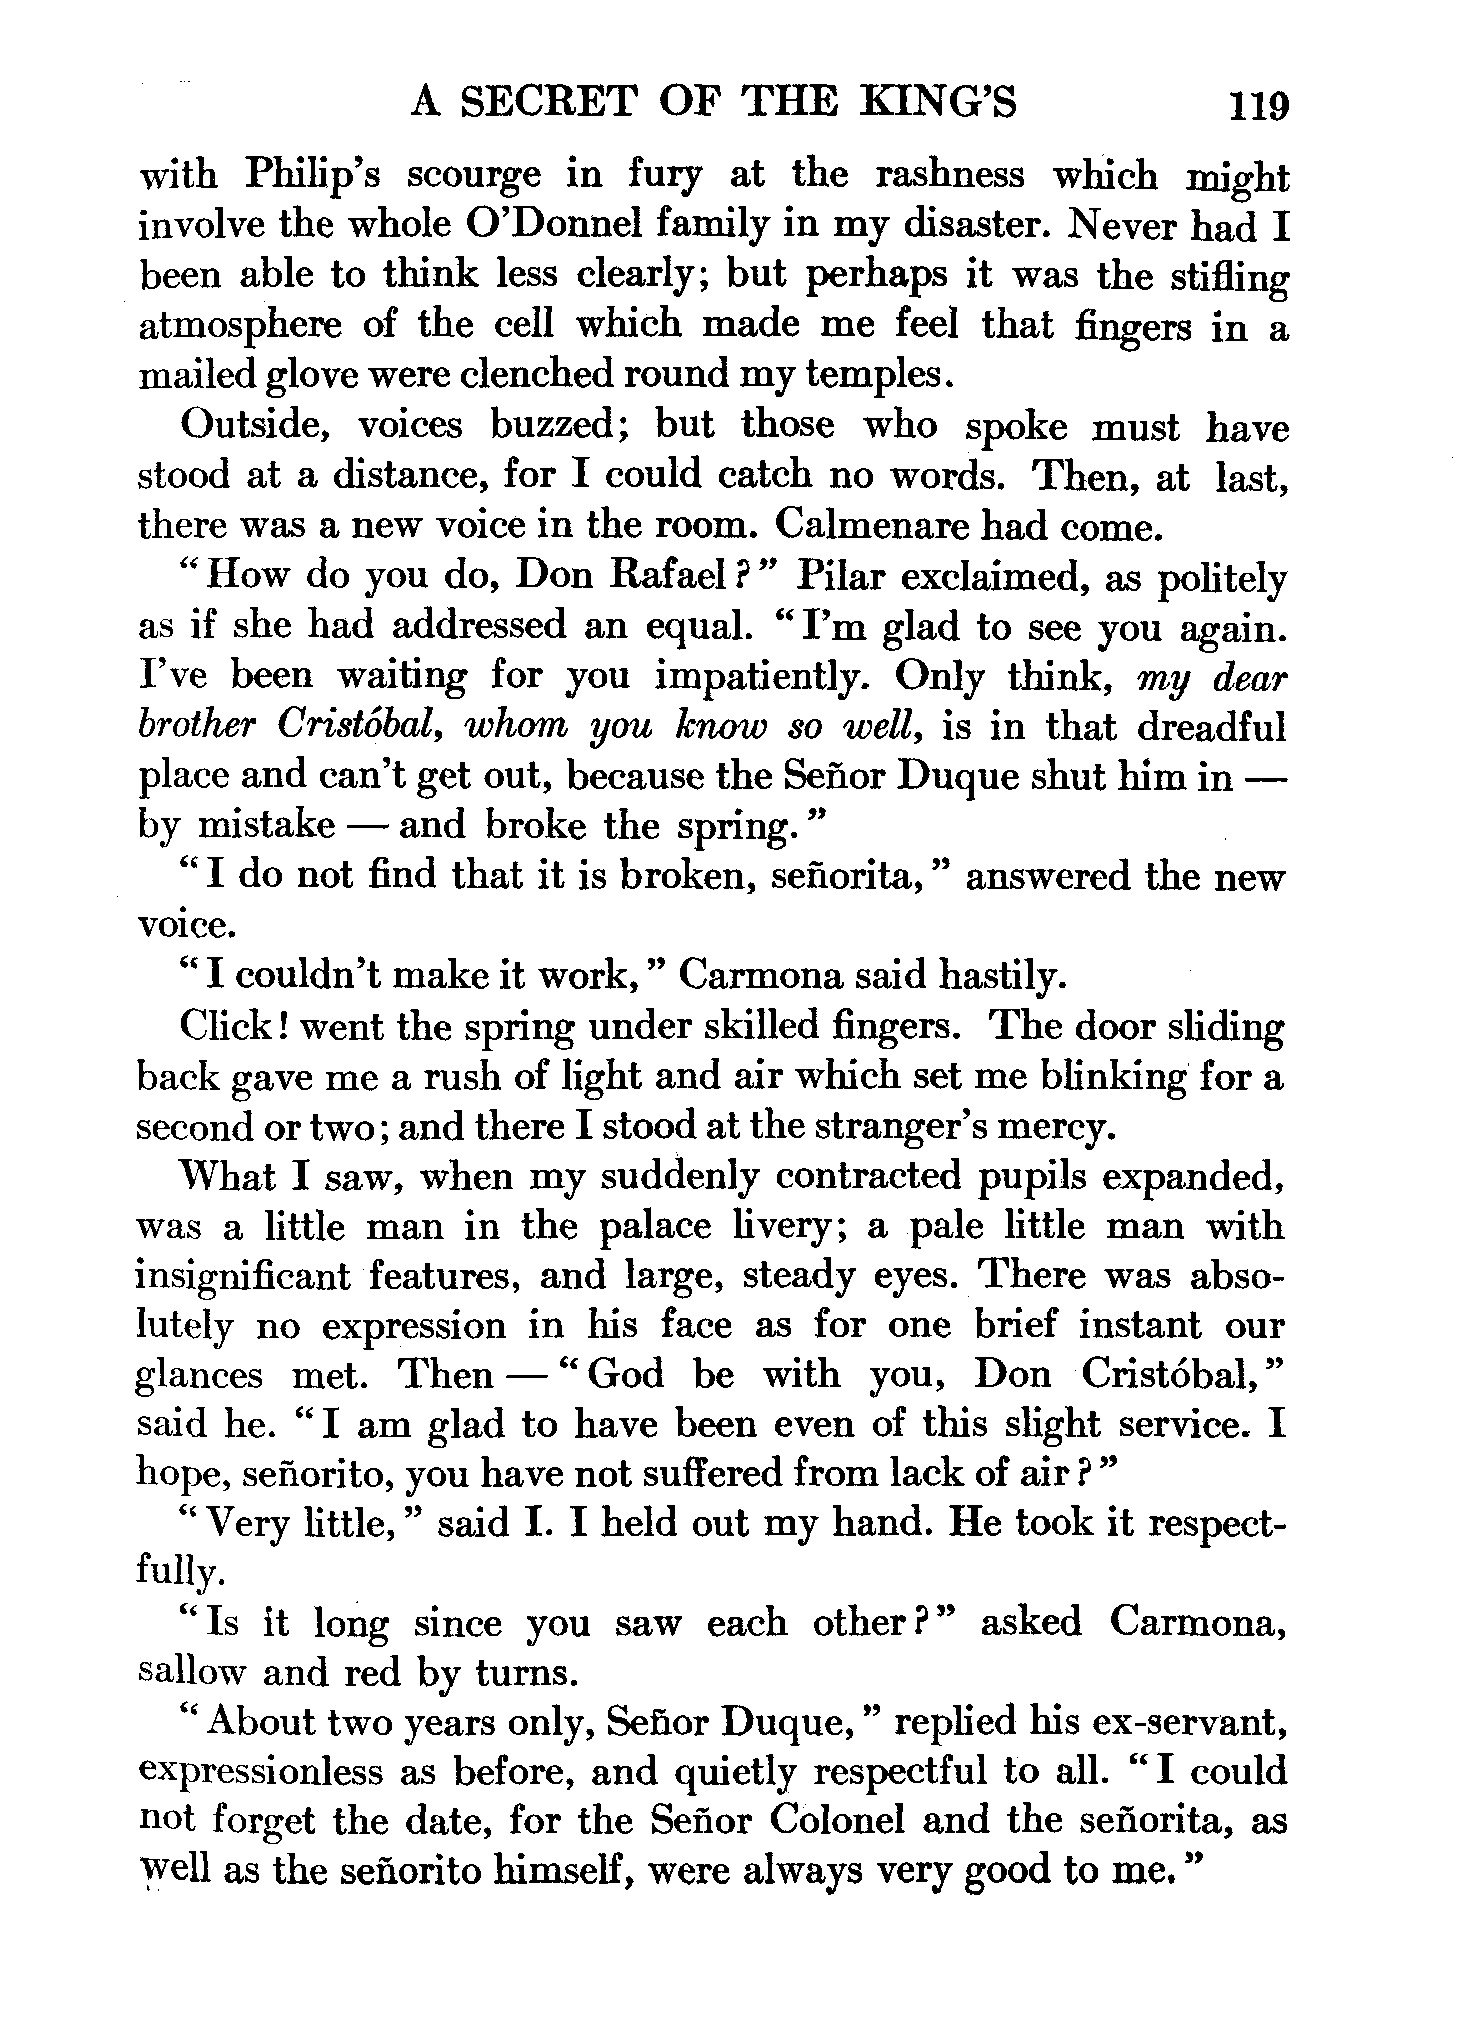 A SECRET OF THE KING'S 119
with Philip's scourge in fury at the rashness which might
involve the whole O'Donnel family in my disaster. Never had I
been able to think less clearly; but perhaps it was the stifling
atmosphere of the cell which made me feel that fingers in a
mailed glove were clenched round my temples.
Outside, voices buzzed; but those who spoke must have
stood at a distance, for I could catch no words. Then, at last,
there was a new voice in the room. Calmenare had come.
"How do you do, Don Rafael?" Pilar exclaimed, as politely
as if she had addressed an equal. "I'm glad to see you again.
I've been waiting for you impatiently. Only think, my dear
brother Cristóbal, whom you know so well, is in that dreadful
place and can't get out, because the Señor Duque shut him in —
by mistake — and broke the spring."
"I do not find that it is broken, señorita," answered the new
voice.
"I couldn't make it work," Carmona said hastily.
Click! went the spring under skilled fingers. The door sliding
back gave me a rush of light and air which set me blinking for a
second or two; and there I stood at the stranger's mercy.
What I saw, when my suddenly contracted pupils expanded,
was a little man in the palace livery; a pale little man with
insignificant features, and large, steady eyes. There was abso-
lutely no expression in his face as for one brief instant our
glances met. Then — "God be with you, Don Cristóbal,"
said he. "I am glad to have been even of this slight service. I
hope, señorito, you have not suffered from lack of air?"
"Very little," said I. I held out my hand. He took it respect-
fully.
"Is it long since you saw each other?" asked Carmona,
sallow and red by turns.
"About two years only, Señor Duque," replied his ex-servant,
expressionless as before, and quietly respectful to all. "I could
not forget the date, for the Señor Colonel and the señorita, as
well as the señorito himself, were always very good to me."